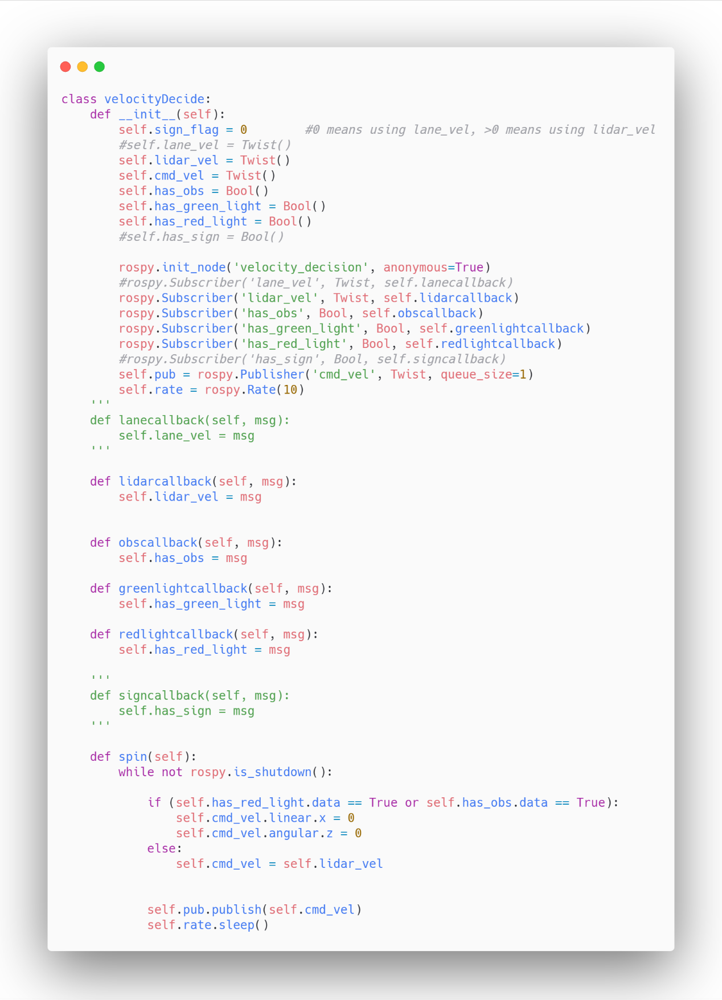 class velocityDecide:
    def __init__(self):
        self.sign_flag = 0        #0 means using lane_vel, >0 means using lidar_vel
        #self.lane_vel = Twist()
        self.lidar_vel = Twist()
        self.cmd_vel = Twist()
        self.has_obs = Bool()
        self.has_green_light = Bool()
        self.has_red_light = Bool()
        #self.has_sign = Bool()

        rospy.init_node('velocity_decision', anonymous=True)
        #rospy.Subscriber('lane_vel', Twist, self.lanecallback)
        rospy.Subscriber('lidar_vel', Twist, self.lidarcallback)
        rospy.Subscriber('has_obs', Bool, self.obscallback)
        rospy.Subscriber('has_green_light', Bool, self.greenlightcallback)
        rospy.Subscriber('has_red_light', Bool, self.redlightcallback)
        #rospy.Subscriber('has_sign', Bool, self.signcallback)
        self.pub = rospy.Publisher('cmd_vel', Twist, queue_size=1)
        self.rate = rospy.Rate(10)
    '''
    def lanecallback(self, msg):
        self.lane_vel = msg
    '''

    def lidarcallback(self, msg):
        self.lidar_vel = msg


    def obscallback(self, msg):
        self.has_obs = msg

    def greenlightcallback(self, msg):
        self.has_green_light = msg

    def redlightcallback(self, msg):
        self.has_red_light = msg

    '''
    def signcallback(self, msg):
        self.has_sign = msg
    '''

    def spin(self):
        while not rospy.is_shutdown():

            if (self.has_red_light.data == True or self.has_obs.data == True):
                self.cmd_vel.linear.x = 0
                self.cmd_vel.angular.z = 0
            else:
                self.cmd_vel = self.lidar_vel


            self.pub.publish(self.cmd_vel)
            self.rate.sleep()